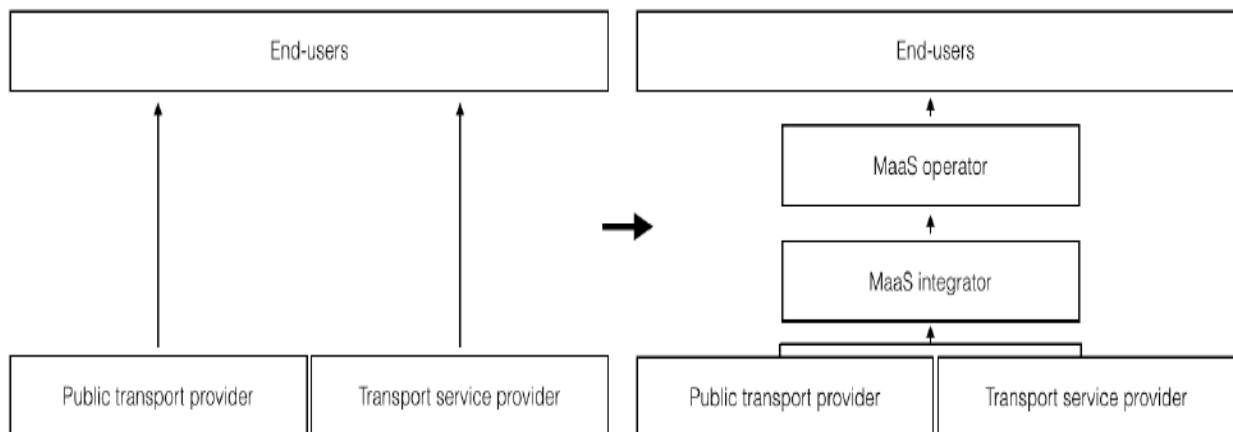 End-users
Public transport provider
Transport service provider
End-users
MaaS operator
MaaS integrator
Public transport provider
Transport service provider